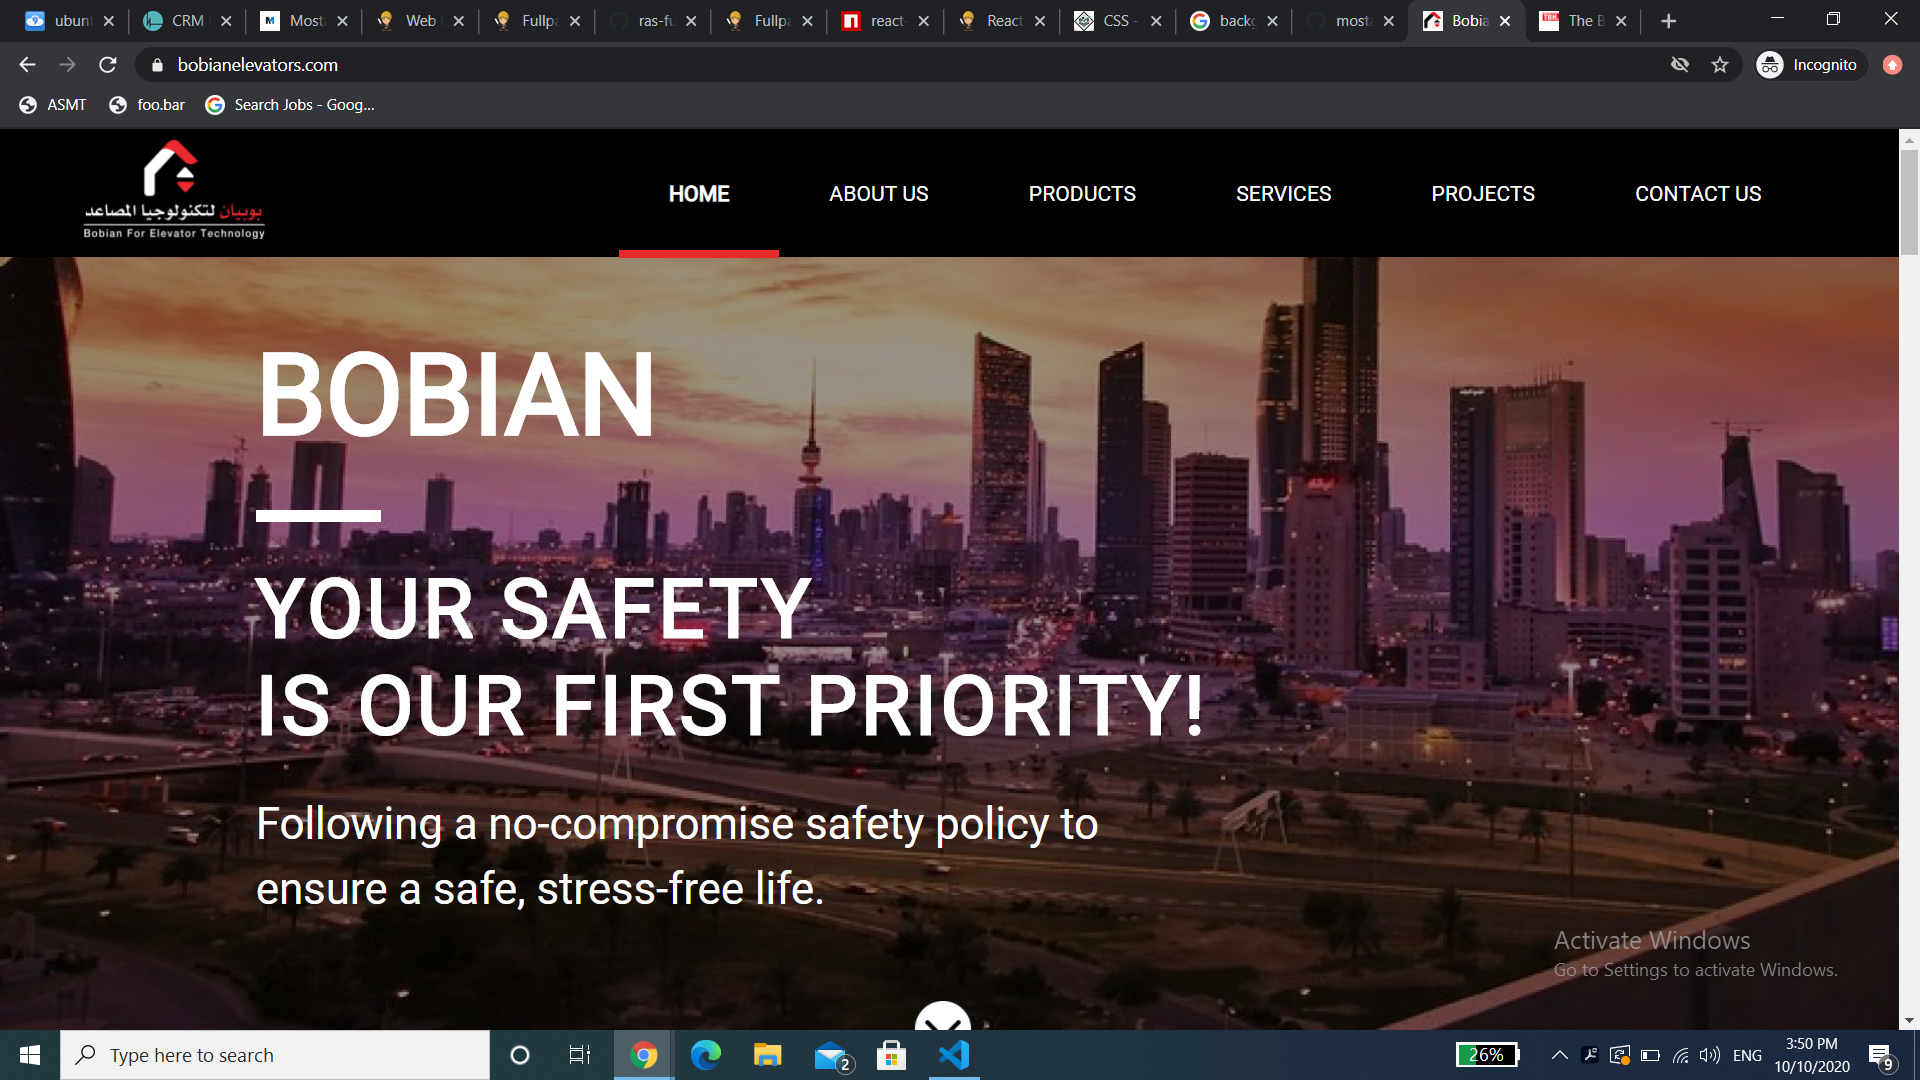 ubunt
CRM
Most
Web
Fullpa
ras-fu
Fullpa
react
React
CSS -
backg
most
Bobia
The B
bobianelevators.com
Incognito
ASMT
foo.bar
Search Jobs - Goog...
بوبيان لتكنولوجيا المصاعد
Bobian For Elevator Technology
HOME
ABOUT US
PRODUCTS
SERVICES
PROJECTS
CONTACT US
BOBIAN
YOUR SAFETY
IS OUR FIRST PRIORITY!
Following a no-compromise safety policy to
ensure a safe, stress-free life.
Activate Windows
Go to Settings to activate Windows.
Type here to search
2
26%
ENG
3:50 PM
10/10/2020
9